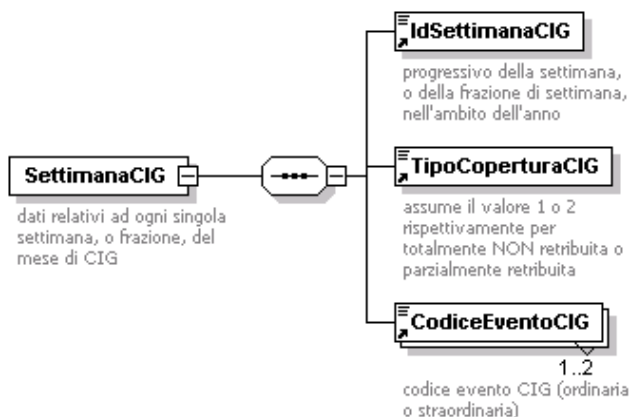 IdSettimanaCIG
progressivo della settimana,
o della frazione di settimana,
nell'ambito dell'anno
SettimanaCIG
dati relativi ad ogni singola
settimana, o frazione, del
mese di CIG
TipoCoperturaCIG
assume il valore 1 o 2
rispettivamente per
totalmente NON retribuita o
parzialmente retribuita
CodiceEventoCIG
1..2
codice evento CIG (ordinaria
o straordinaria)